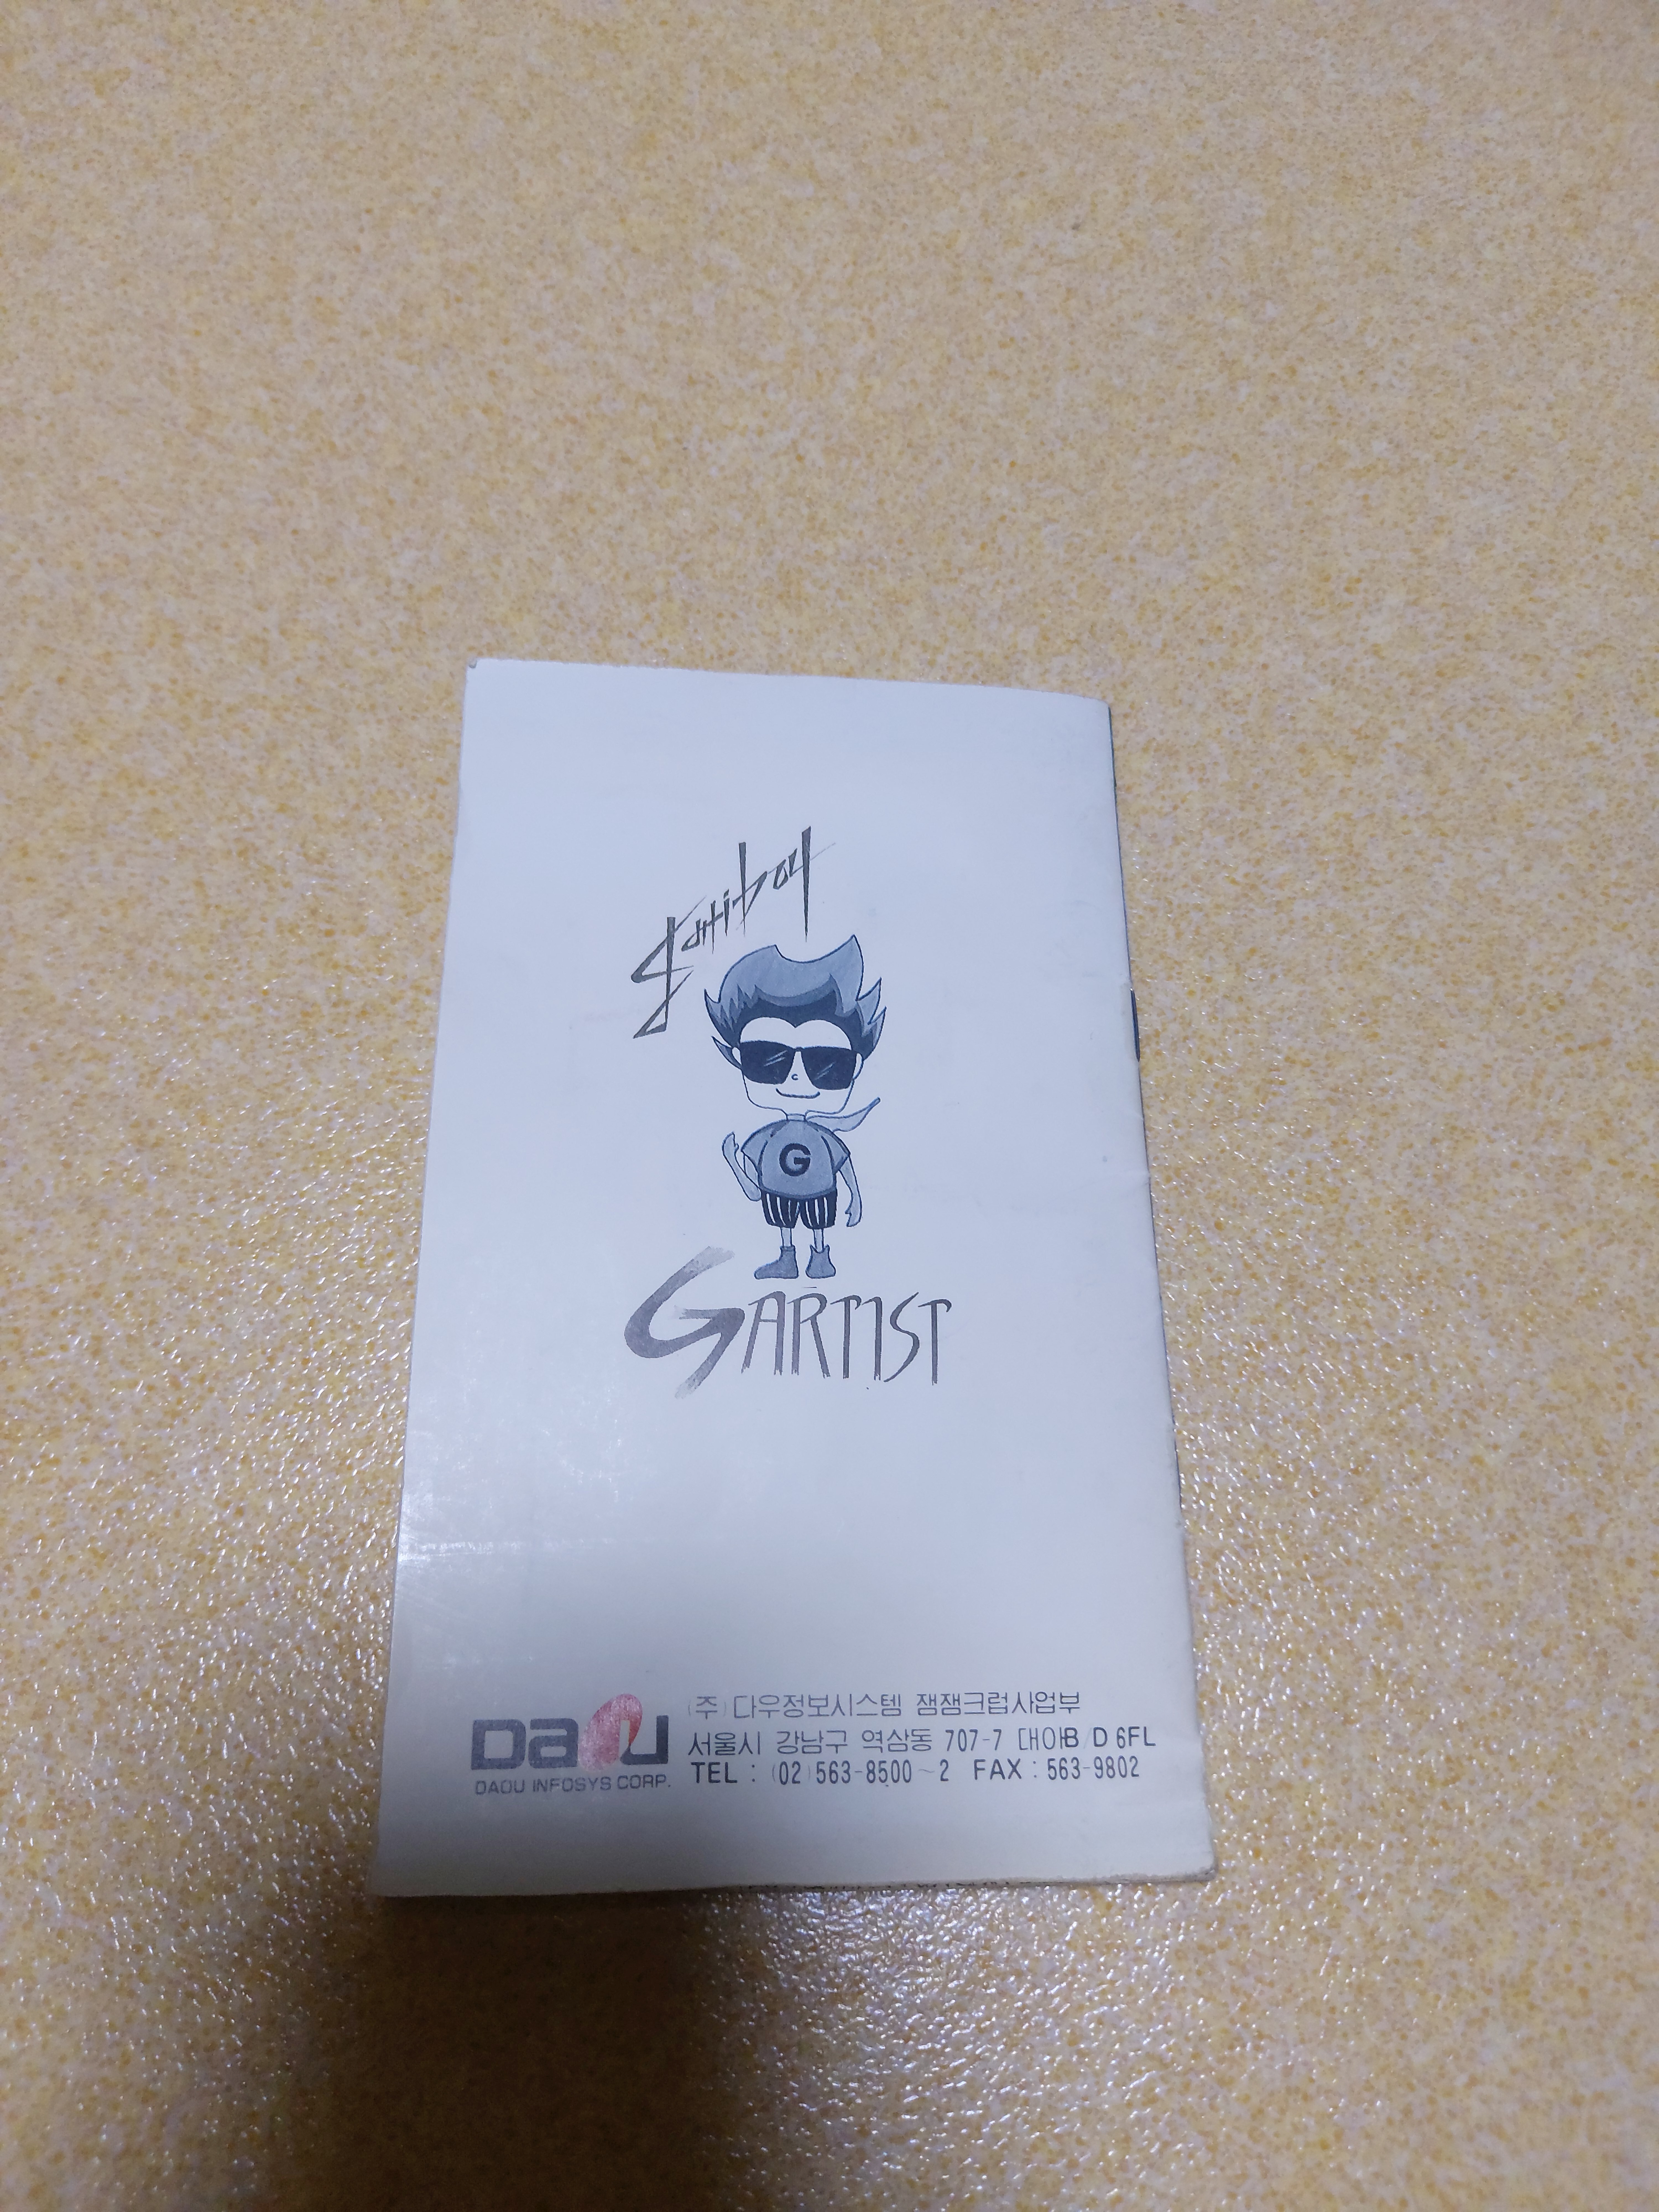 gartiboy
G
GARTIST
DAOU
DAOU INFOSYS CORP.
(주) 다우정보시스템 잼잼크럽사업부
서울시 강남구 역삼동 707-7 대아B/D 6FL
TEL : (02) 563-8500~2 FAX : 563-9802